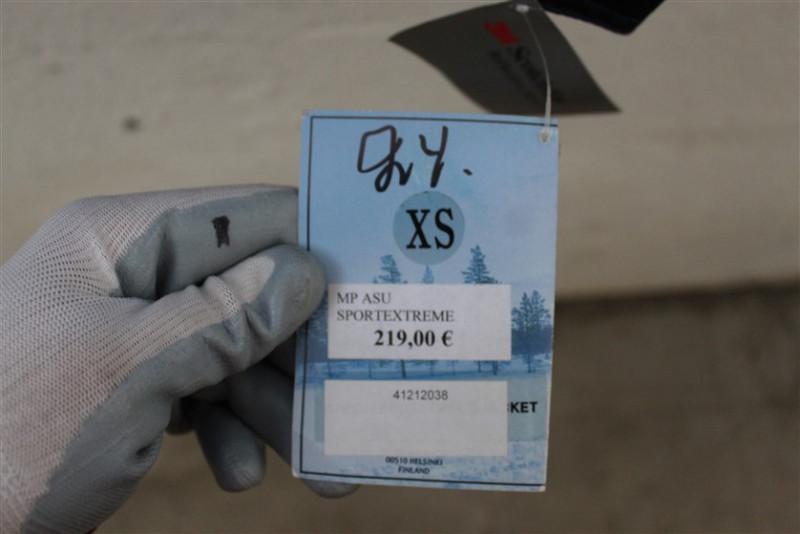 XS
MP ASU
SPORTEXTREME
219,00 €
41212038
KET
00510 HELSINKI
FINLAND